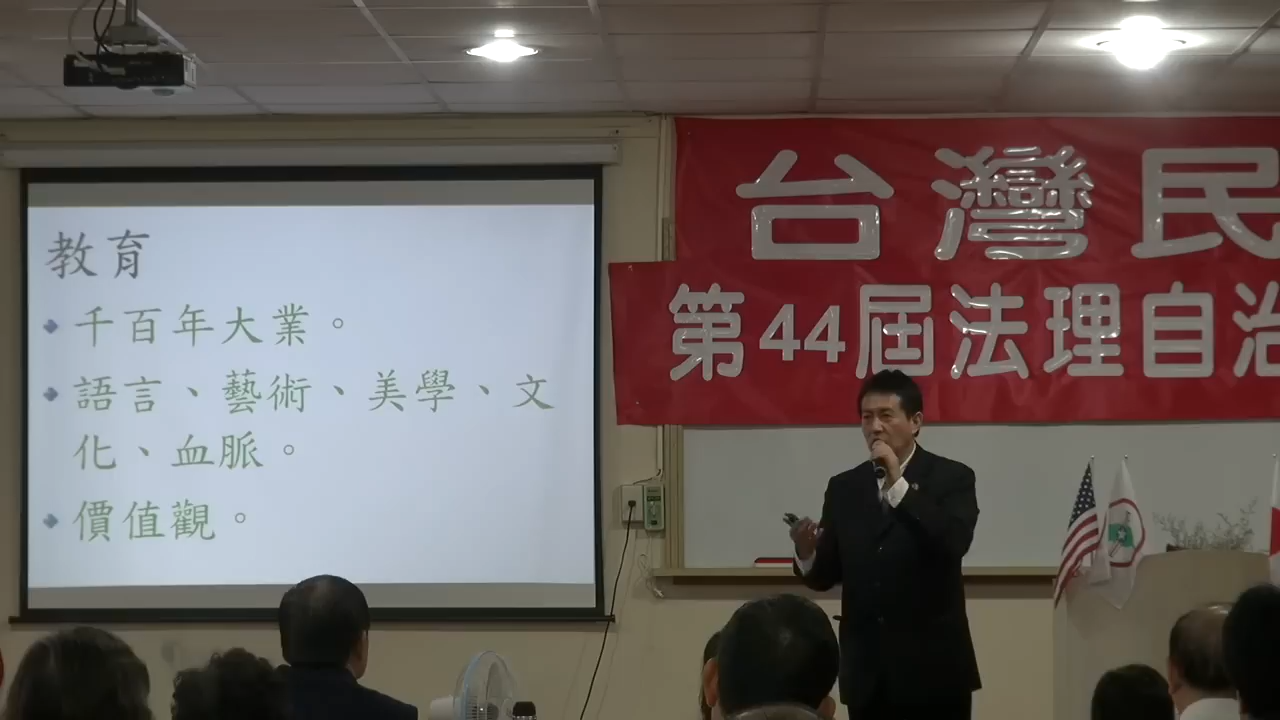 教育
千百年大業。
語言、藝術、美學、文
化、血脈。
價值觀。
台灣民
第44屆法理自治